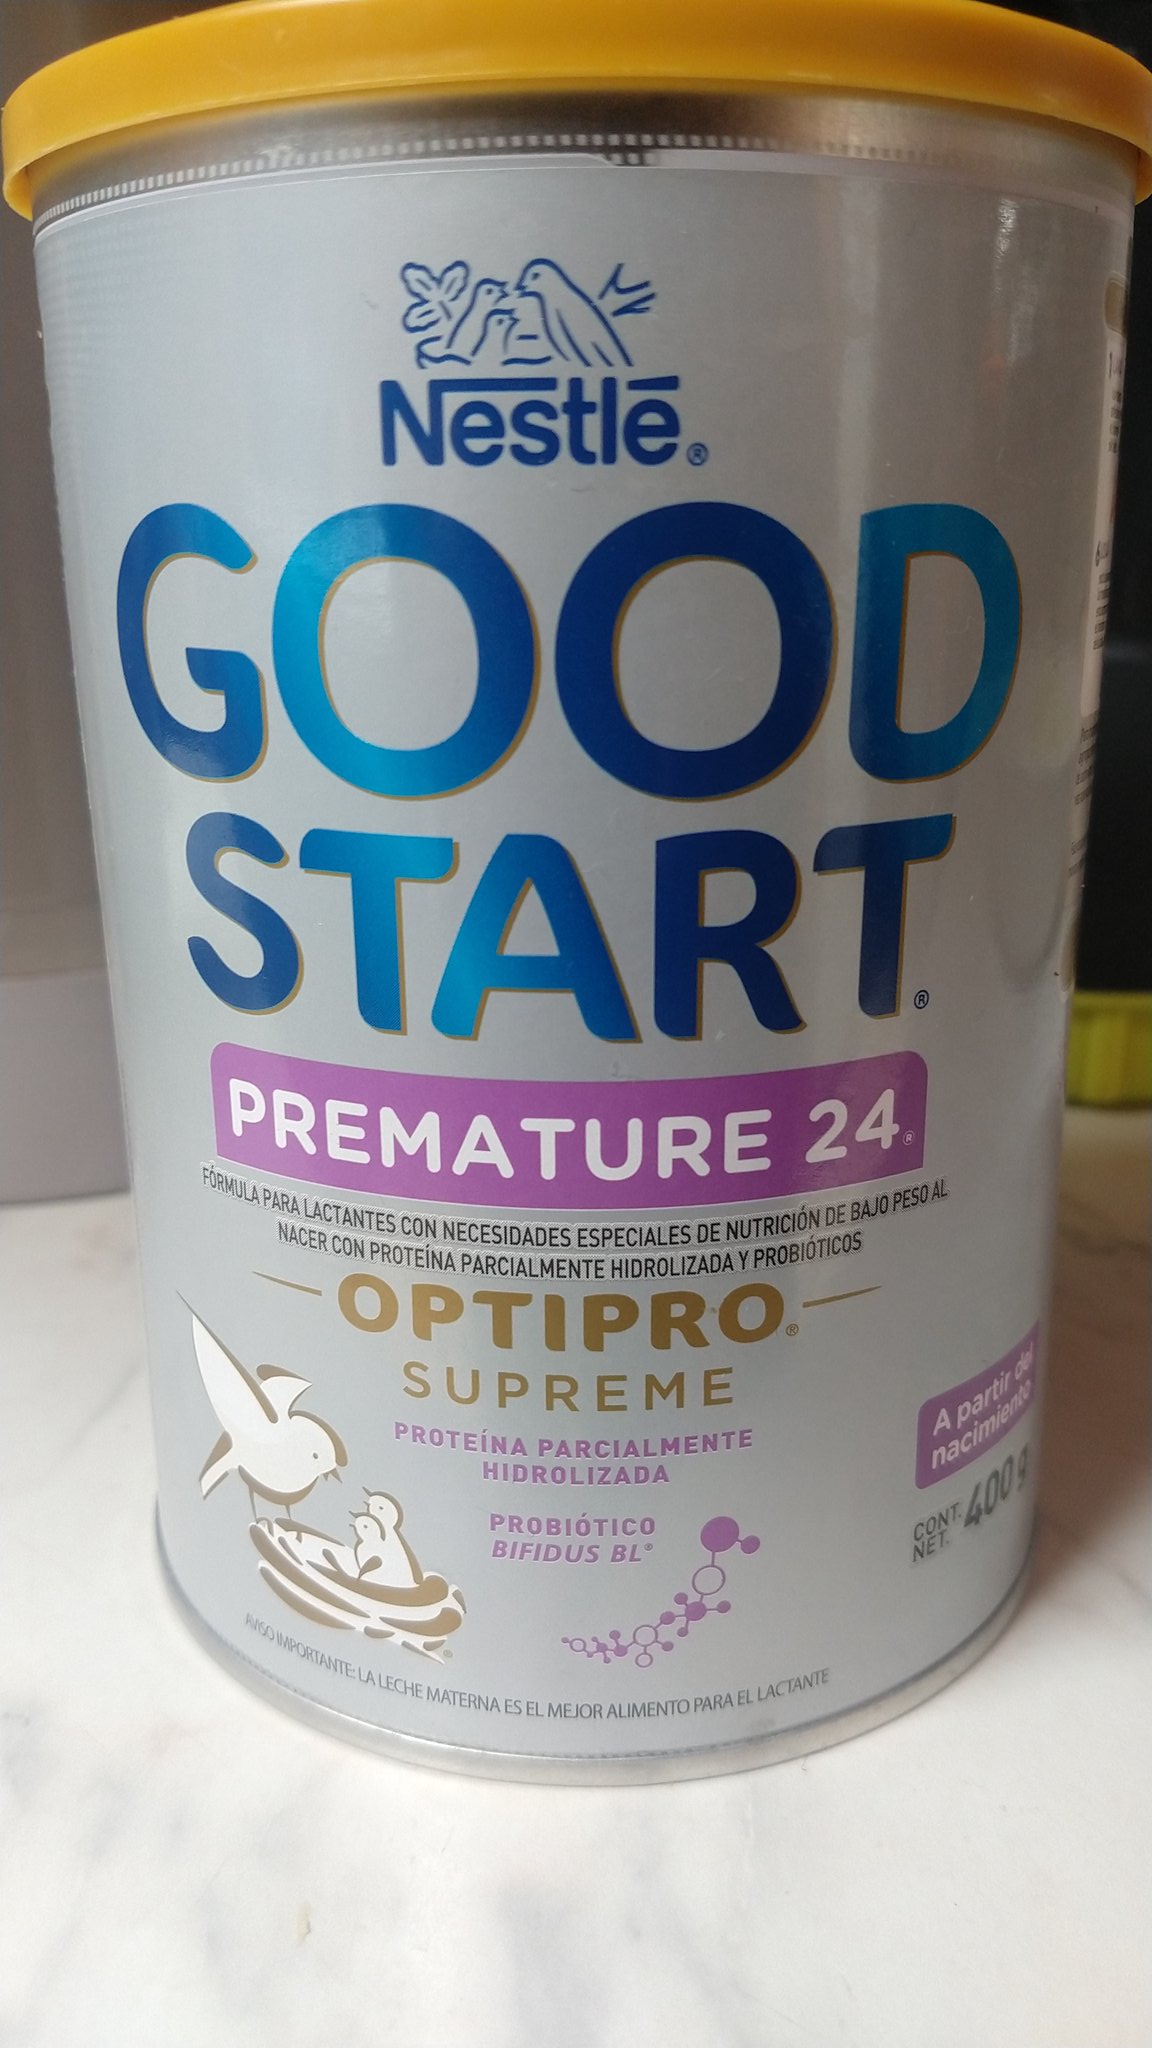 Nestlé®
GOOD
START®
PREMATURE 24®
FÓRMULA PARA LACTANTES CON NECESIDADES ESPECIALES DE NUTRICIÓN DE BAJO PESO AL
NACER CON PROTEÍNA PARCIALMENTE HIDROLIZADA Y PROBIÓTICOS
OPTIPRO®
SUPREME
PROTEÍNA PARCIALMENTE
HIDROLIZADA
PROBIÓTICO
BIFIDUS BL®
A partir del
nacimiento
CONT.
NET. 400 g
AVISO IMPORTANTE: LA LECHE MATERNA ES EL MEJOR ALIMENTO PARA EL LACTANTE